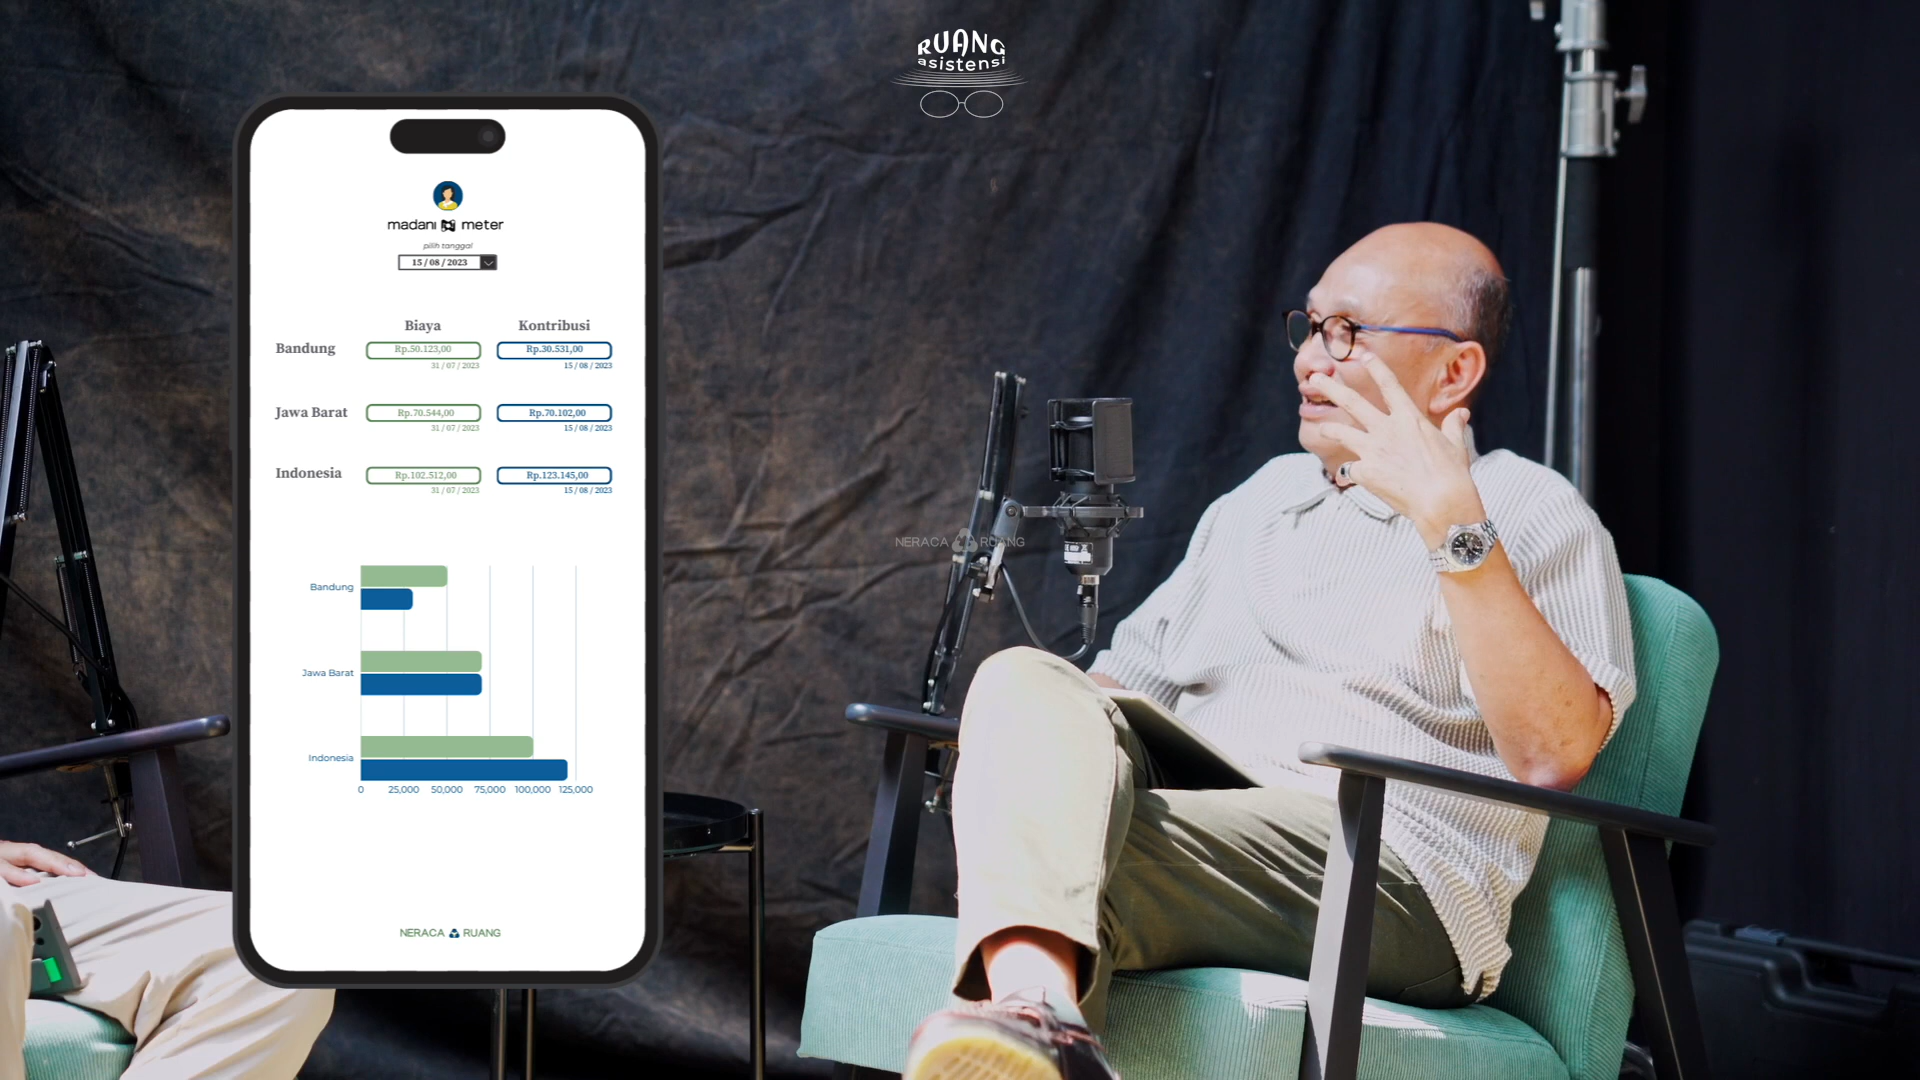 RUANG
asistensi
madani meter
pilih tanggal
15 / 08 / 2023
Biaya Kontribusi
Bandung Rp.50.123,00 Rp.30.531,00
31 / 07 / 2023 15 / 08 / 2023
Jawa Barat Rp.70.544,00 Rp.70.102,00
31 / 07 / 2023 15 / 08 / 2023
Indonesia Rp.102.512,00 Rp.123.145,00
31 / 07 / 2023 15 / 08 / 2023
Bandung
Jawa Barat
Indonesia
0 25,000 50,000 75,000 100,000 125,000
NERACA RUANG
NERACA RUANG